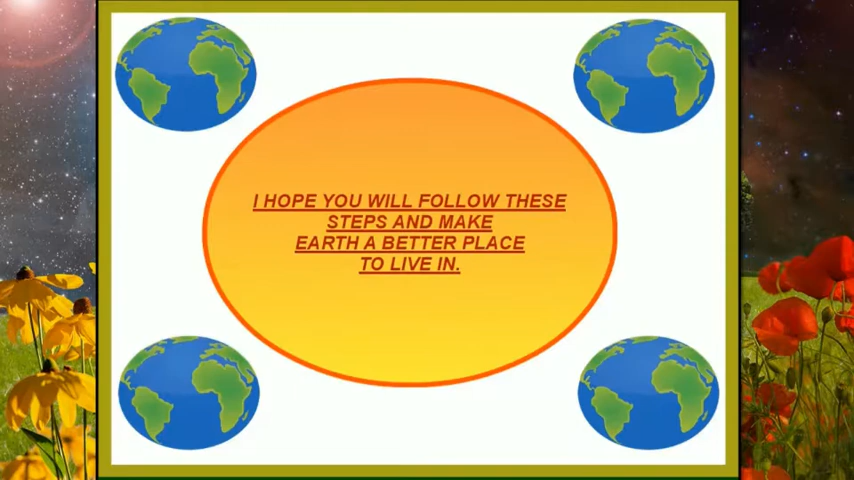 I HOPE YOU WILL FOLLOW THESE
STEPS AND MAKE
EARTH A BETTER PLACE
TO LIVE IN.